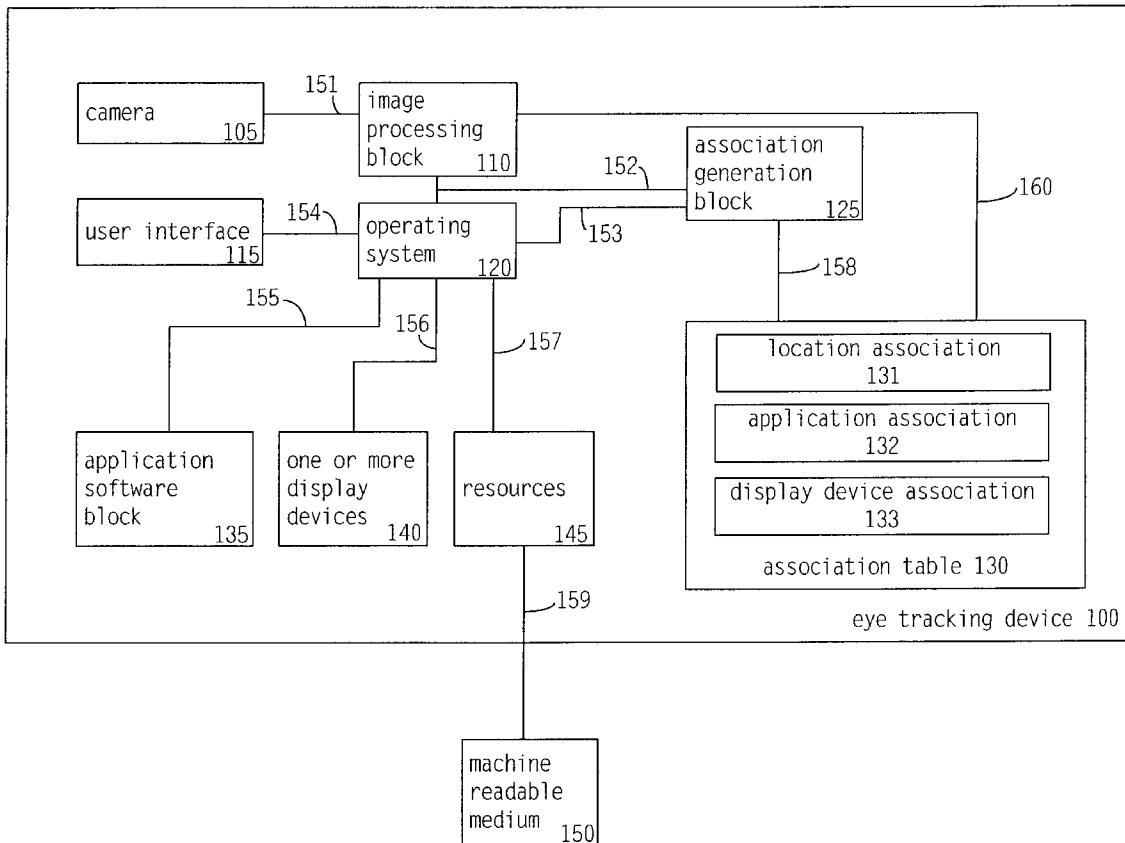 camera
105
151
image
processing
block
110
association
generation
block
125
152
160
user interface
115
154
operating
system
120
153
158
155
156
157
location association
131
application association
132
display device association
133
association table 130
application
software
block
135
one or more
display
devices
140
resources
145
159
eye tracking device 100
machine
readable
medium
150